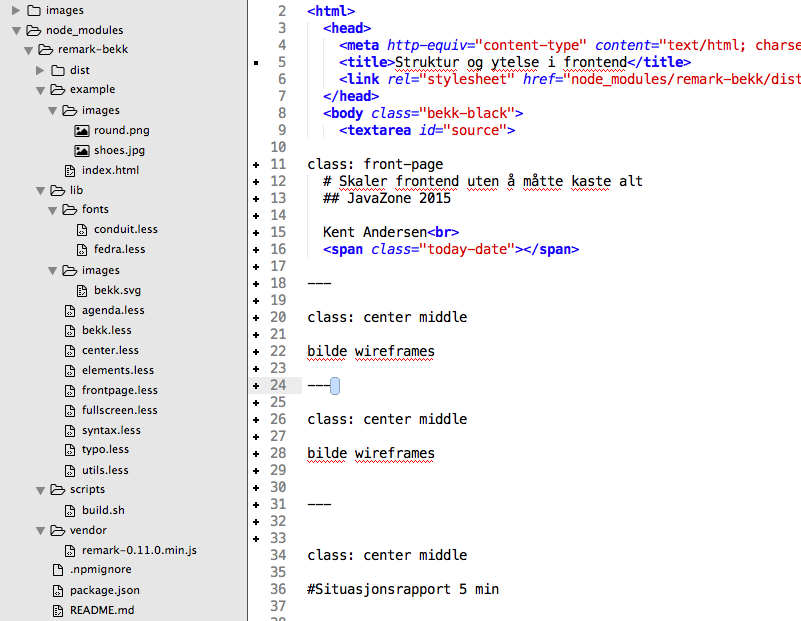 images
node_modules
remark-bekk
dist
example
images
round.png
shoes.jpg
index.html
lib
fonts
conduit.less
fedra.less
images
bekk.svg
agenda.less
bekk.less
center.less
elements.less
frontpage.less
fullscreen.less
syntax.less
typo.less
utils.less
scripts
build.sh
vendor
remark-0.11.0.min.js
.npmignore
package.json
README.md
2 <html>
3 <head>
4 <meta http-equiv="content-type" content="text/html; charse
5 <title>Struktur og ytelse i frontend</title>
6 <link rel="stylesheet" href="node_modules/remark-bekk/dist
7 </head>
8 <body class="bekk-black">
9 <textarea id="source">
10
11 class: front-page
12 # Skaler frontend uten å måtte kaste alt
13 ## JavaZone 2015
14
15 Kent Andersen<br>
16 <span class="today-date"></span>
17
18 ---
19
20 class: center middle
21
22 bilde wireframes
23
24 ---
25
26 class: center middle
27
28 bilde wireframes
29
30
31 ---
32
33
34 class: center middle
35
36 #Situasjonsrapport 5 min
37